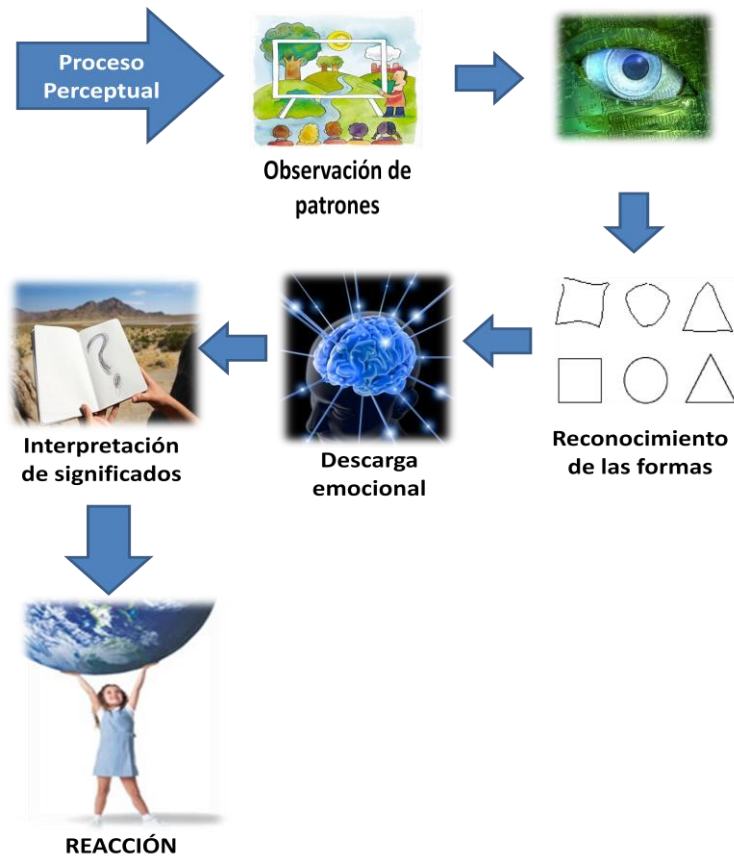 Proceso
Perceptual
Observación de
patrones
Reconocimiento
de las formas
Descarga
emocional
Interpretación
de significados
REACCIÓN